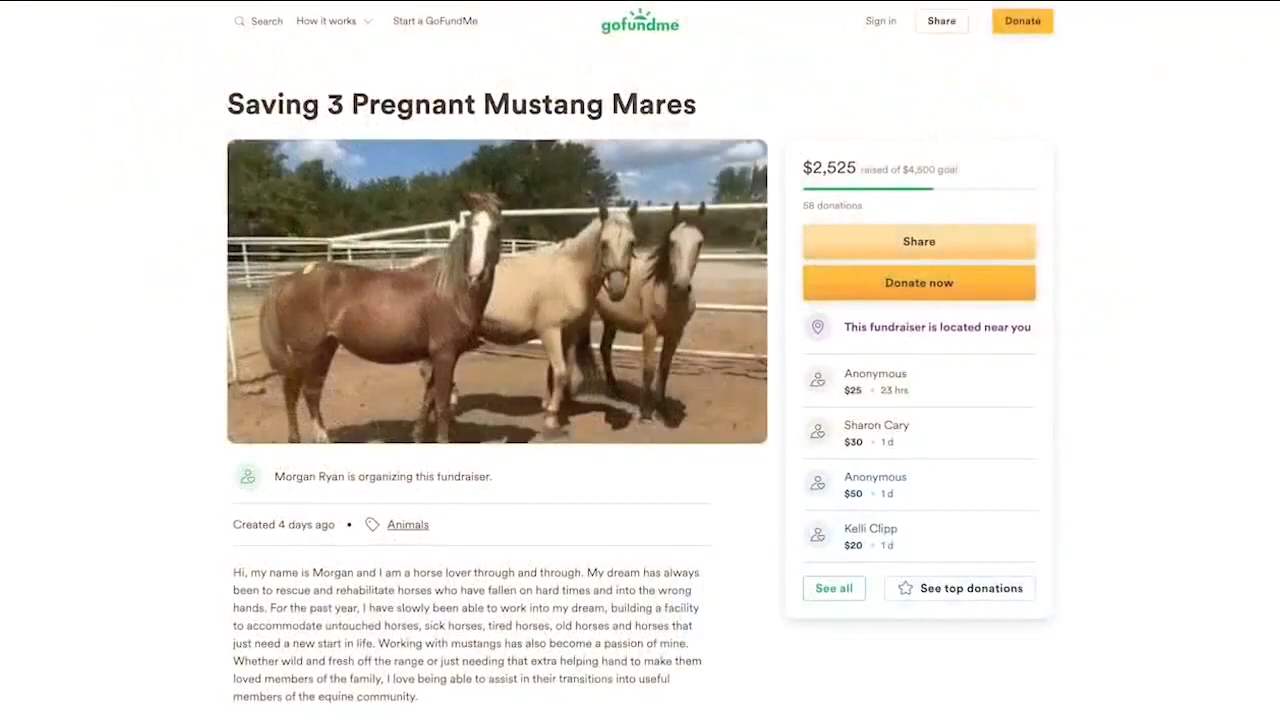 Search How it works Start a GoFundMe gofundme Sign in Share Donate
Saving 3 Pregnant Mustang Mares
$2,525 raised of $4,500 goal
58 donations
Share
Donate now
This fundraiser is located near you
Anonymous
$25 • 23 hrs
Sharon Cary
$30 • 1 d
Anonymous
$50 • 1 d
Kelli Clipp
$20 • 1 d
See all See top donations
Morgan Ryan is organizing this fundraiser.
Created 4 days ago • Animals
Hi, my name is Morgan and I am a horse lover through and through. My dream has always
been to rescue and rehabilitate horses who have fallen on hard times and into the wrong
hands. For the past year, I have slowly been able to work into my dream, building a facility
to accommodate untouched horses, sick horses, tired horses, old horses and horses that
just need a new start in life. Working with mustangs has also become a passion of mine.
Whether wild and fresh off the range or just needing that extra helping hand to make them
loved members of the family, I love being able to assist in their transitions into useful
members of the equine community.